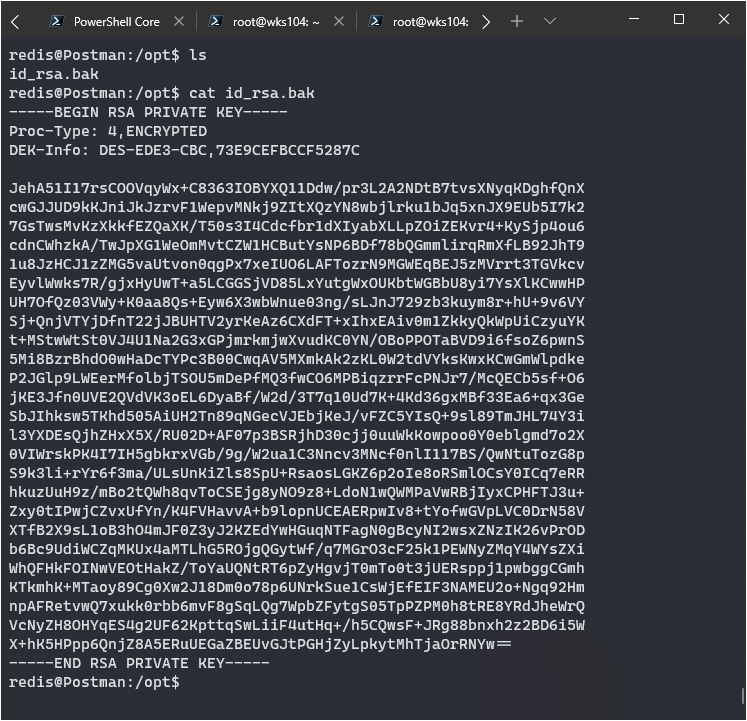 PowerShell Core
root@wks104: ~
root@wks104:
redis@Postman:/opt$ ls
id_rsa.bak
redis@Postman:/opt$ cat id_rsa.bak
-----BEGIN RSA PRIVATE KEY-----
Proc-Type: 4,ENCRYPTED
DEK-Info: DES-EDE3-CBC,73E9CEFBCCF5287C
JehA51I17rsCOOVqyWx+C8363IOBYXQ11Ddw/pr3L2A2NDtB7tvsXNyqKDghfQnX
cwGJJUD9kKJniJkJzrvF1WepvMNkj9ZItXQzYN8wbjlrku1bJq5xnJX9EUb5I7k2
7GsTwsMvKzXkkfEZQaXK/T50s3I4Cdcfbr1dXIyabXLLpZOiZEKvr4+KySjp4ou6
cdnCWhzkA/TwJpXG1WeOmMvtCZW1HCButYsNP6BDf78bQGmmlirqRmXfLB92JhT9
1u8JzHCJ1zZMG5vaUtvon0qgPx7xeIUO6LAFTozrN9MGWEqBEJ5zMVrrt3TGVkcv
EyvlWwks7R/gjxHyUwT+a5LCGGSjVD85LxYutgWxOUKbtWGBbU8yi7YsXlKCwwHP
UH7OfQz03VWy+K0aa8Qs+Eyw6X3wbWnue03ng/sLJnJ729zb3kuym8r+hU+9v6VY
Sj+QnjVTYjDfnT22jJBUHTV2yrKeAz6CXdFT+xIhxEAiv0m1ZkkyQkWpUiCzyuYK
t+MStwWtSt0VJ4U1Na2G3xGPjmrkmjwXvudKC0YN/OBoPPOTaBVD9i6fsoZ6pwnS
5Mi8BzrBhdO0wHaDcTYPc3B00CwqAV5MXmkAk2zKL0W2tdVYksKwxKCwGmWlpdke
P2JGlp9LWEerMfolbjTSOU5mDePfMQ3fwCO6MPBiqzrrFcPNJr7/McQECb5sf+O6
jKE3Jfn0UVE2QVdVK3oEL6DyaBf/W2d/3T7q10Ud7K+4Kd36gxMBf33Ea6+qx3Ge
SbJIhksw5TKhd505AiUH2Tn89qNGecVJEbjKeJ/vFZC5YIsQ+9sl89TmJHL74Y3i
l3YXDEsQjhZHxX5X/RU02D+AF07p3BSRjhD30cjj0uuWkKowpoo0Y0eblgmd7o2X
0VIWrskPK4I7IH5gbkrxVGb/9g/W2ua1C3Nncv3MNcf0nlI117BS/QwNtuTozG8p
S9k3li+rYr6f3ma/ULsUnKiZls8SpU+RsaosLGKZ6p2oIe8oRSmlOCsY0ICq7eRR
hkuzUuH9z/mBo2tQWh8qvToCSEjg8yNO9z8+LdoN1wQWMPaVwRBjIyxCPHFTJ3u+
Zxy0tIPwjCZvxUfYn/K4FVHavvA+b9lopnUCEAERpwIv8+tYofwGVpLVC0DrN58V
XTfB2X9sL1oB3hO4mJF0Z3yJ2KZEdYwHGuqNTFagN0gBcyNI2wsxZNzIK26vPrOD
b6Bc9UdiWCZqMKUx4aMTLhG5ROjgQGytWf/q7MGrO3cF25k1PEWNyZMqY4WYsZXi
WhQFHkFOINwVEOtHakZ/ToYaUQNtRT6pZyHgvjT0mTo0t3jUERsppj1pwbggCGmh
KTkmhK+MTaoy89Cg0Xw2J18Dm0o78p6UNrkSue1CsWjEfEIF3NAMEU2o+Ngq92Hm
npAFRetvwQ7xukk0rbb6mvF8gSqLQg7WpbZFytgS05TpPZPM0h8tRE8YRdJheWrQ
VcNyZH8OHYqES4g2UF62KpttqSwLiiF4utHq+/h5CQwsF+JRg88bnxh2z2BD6i5W
X+hK5HPpp6QnjZ8A5ERuUEGaZBEUvGJtPGHjZyLpkytMhTjaOrRNYw==
-----END RSA PRIVATE KEY-----
redis@Postman:/opt$